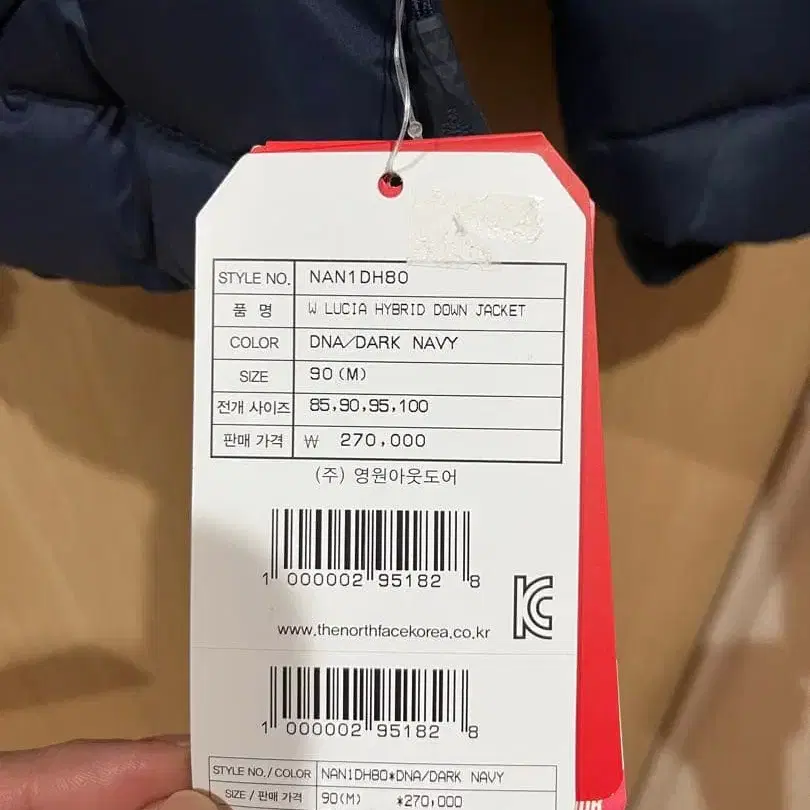 STYLE NO. NAN1DH80
품 명 W LUCIA HYBRID DOWN JACKET
COLOR DNA/DARK NAVY
SIZE 90(M)
전개 사이즈 85,90,95,100
판매 가격 ₩ 270,000
(주) 영원아웃도어
1 000002 95182 8
www.thenorthfacekorea.co.kr
1 000002 95182 8
STYLE NO./COLOR NAN1DH80*DNA/DARK NAVY
SIZE / 판매 가격 90(M) *270,000